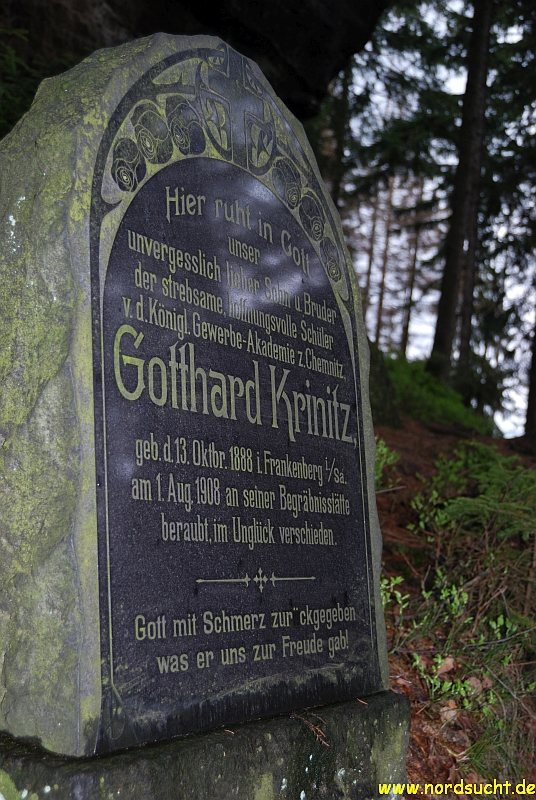 Hier ruht in Gott
unser
unvergesslich lieber Sohn u. Bruder
der strebsame, hoffnungsvolle Schüler
v. d. Königl. Gewerbe-Akademie z. Chemnitz,
Gotthard Krinitz,
geb. d. 13. Oktbr. 1888 i. Frankenberg i/Sa.
am 1. Aug. 1908 an seiner Begräbnisstätte
beraubt, im Unglück verschieden.
Gott mit Schmerz zur¨ckgegeben
was er uns zur Freude gab!
www.nordsucht.de